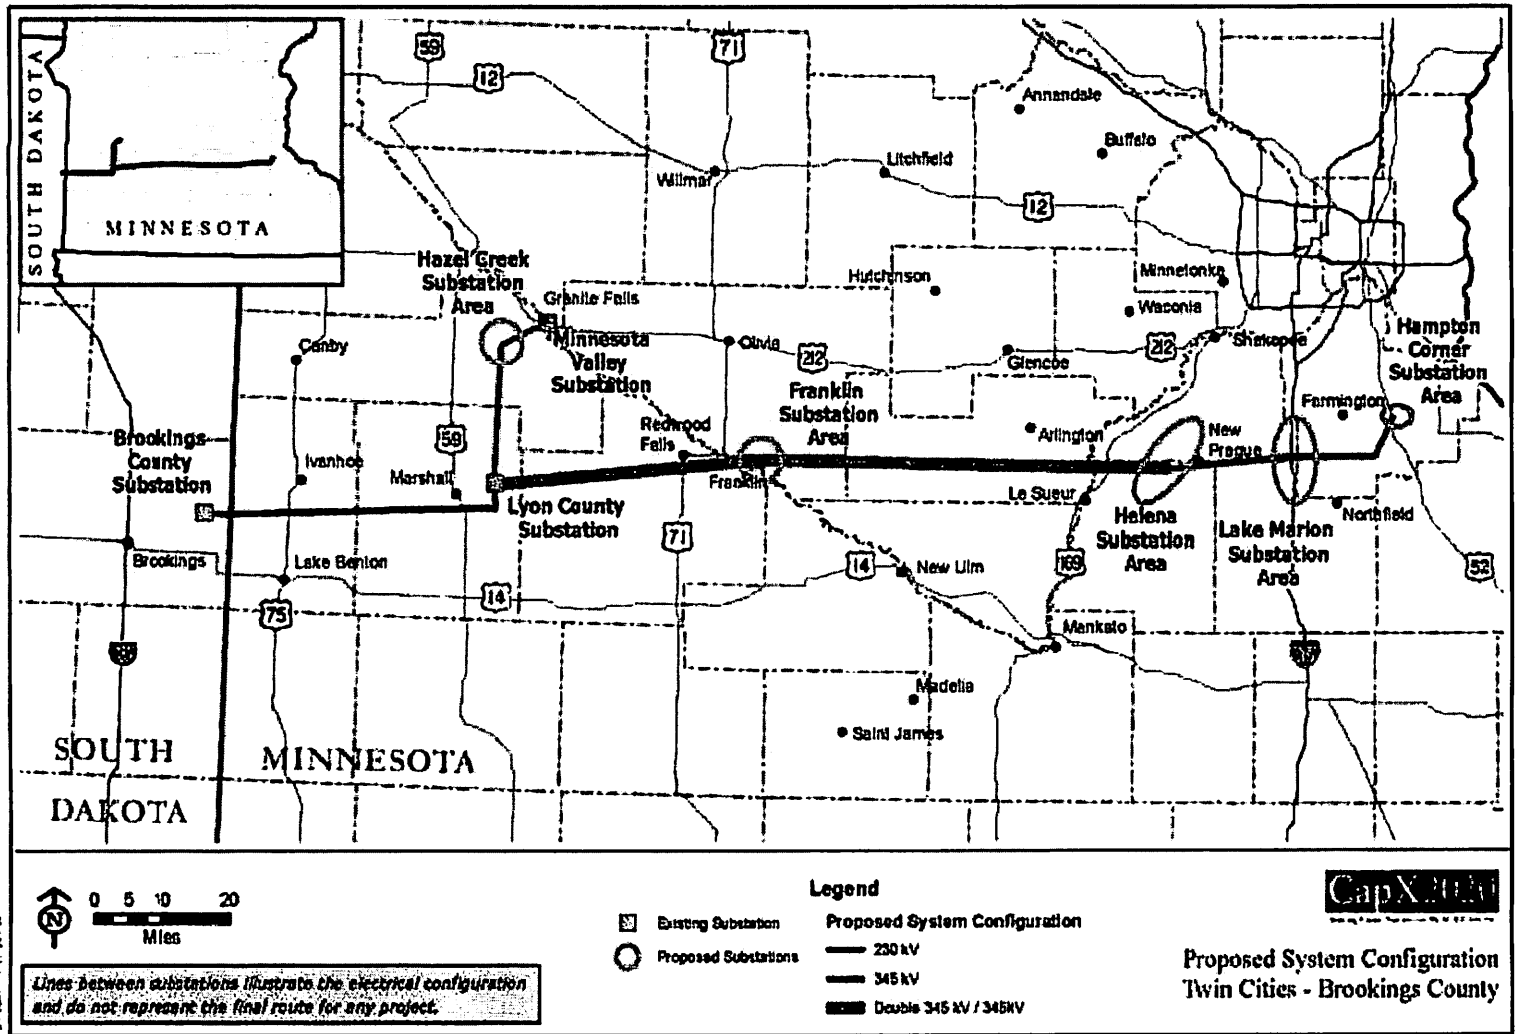 SOUTH DAKOTA
MINNESOTA
59
12
71
Annandale
Buffalo
Litchfield
Willmar
12
Hazel Creek
Substation
Area
Granite Falls
Hutchinson
Minnetonka
Waconia
Canby
Minnesota
Valley
Substation
Olivia
212
Glencoe
212
Shakopee
Hampton
Corner
Substation
Area
Franklin
Substation
Area
Redwood
Falls
Farmington
Arlington
New
Prague
Brookings
County
Substation
59
Ivanhoe
Marshall
Franklin
Le Sueur
Lyon County
Substation
Helena
Substation
Area
Lake Marion
Substation
Area
Northfield
Brookings
Lake Benton
71
14
New Ulm
169
52
75
14
Mankato
Madelia
Saint James
SOUTH
DAKOTA
MINNESOTA
N
0 5 10 20
Miles
Lines between substations illustrate the electrical configuration
and do not represent the final route for any project.
Legend
Existing Substation
Proposed Substations
Proposed System Configuration
230 kV
345 kV
Double 345 kV / 345kV
CapX 2020
Proposed System Configuration
Twin Cities - Brookings County